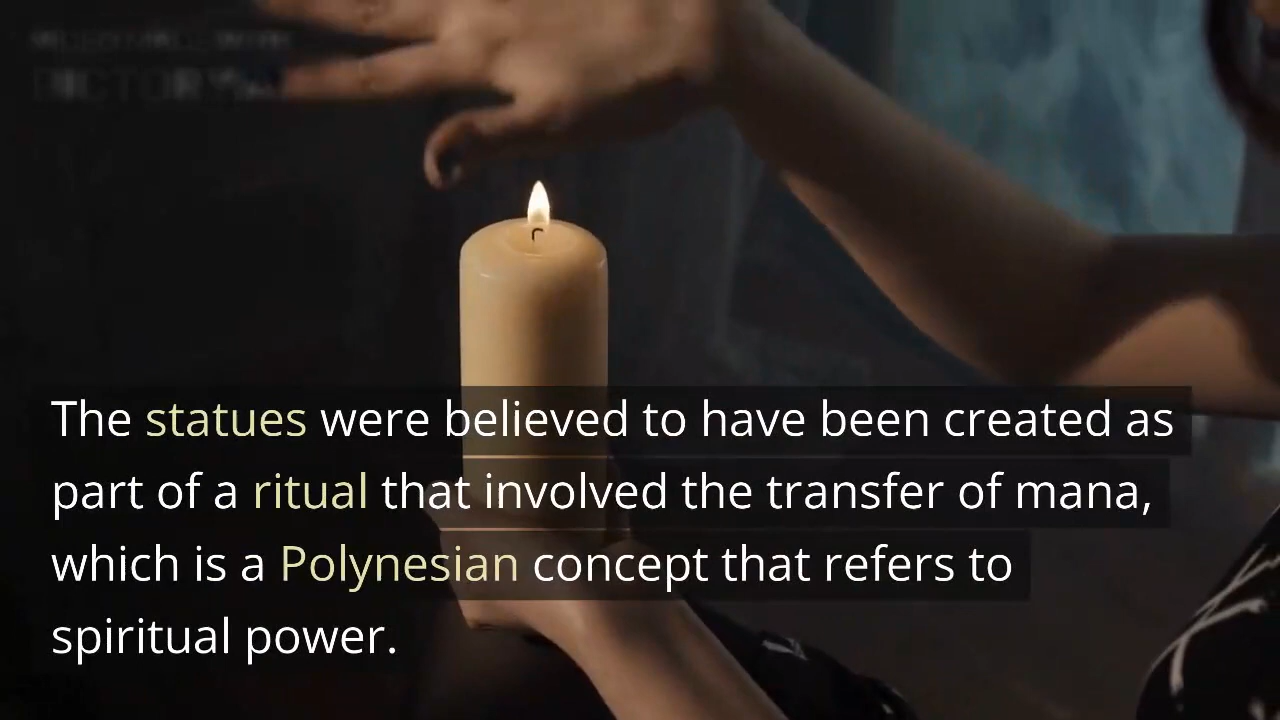 The statues were believed to have been created as
part of a ritual that involved the transfer of mana,
which is a Polynesian concept that refers to
spiritual power.